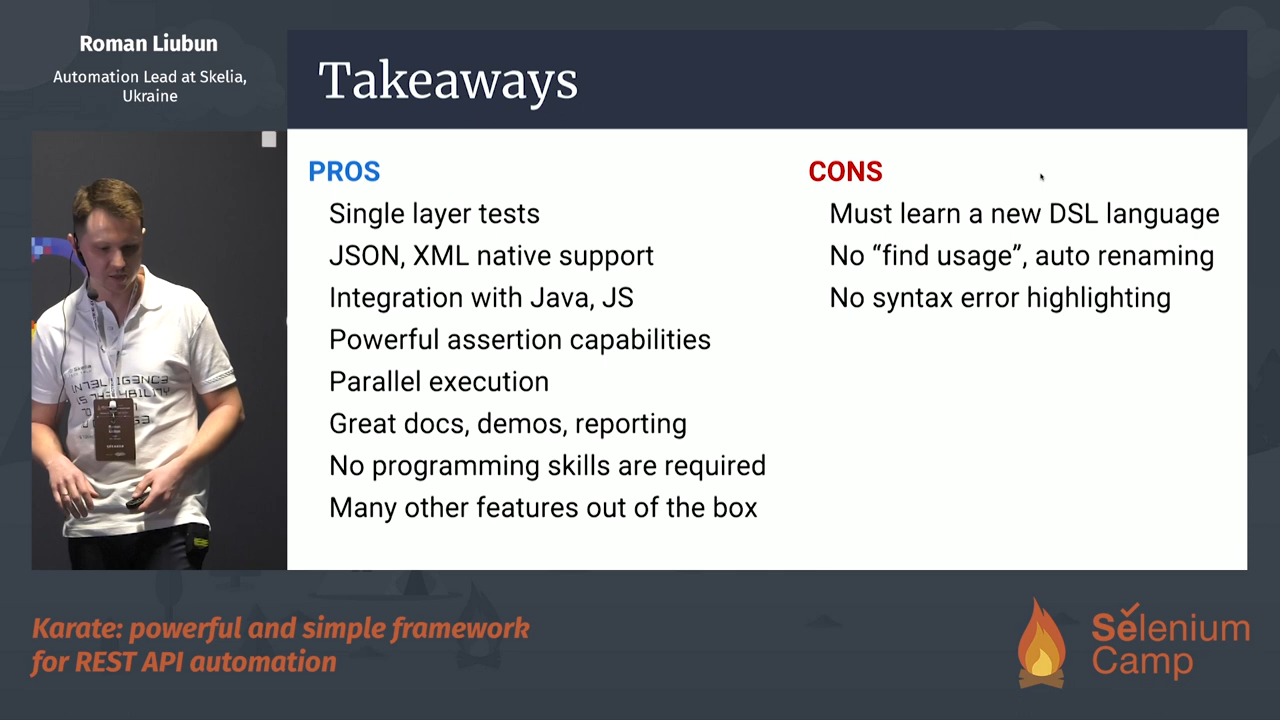 Roman Liubun
Automation Lead at Skelia,
Ukraine
Takeaways
PROS
Single layer tests
JSON, XML native support
Integration with Java, JS
Powerful assertion capabilities
Parallel execution
Great docs, demos, reporting
No programming skills are required
Many other features out of the box
CONS
Must learn a new DSL language
No “find usage”, auto renaming
No syntax error highlighting
Karate: powerful and simple framework
for REST API automation
Selenium
Camp